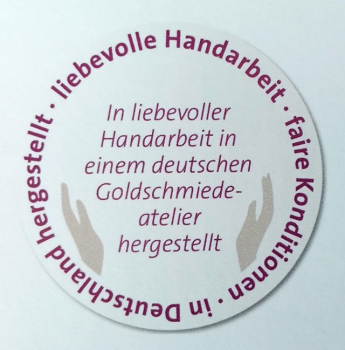 liebevolle Handarbeit · faire Konditionen · in Deutschland hergestellt ·
In liebevoller
Handarbeit in
einem deutschen
Goldschmiede-
atelier
hergestellt